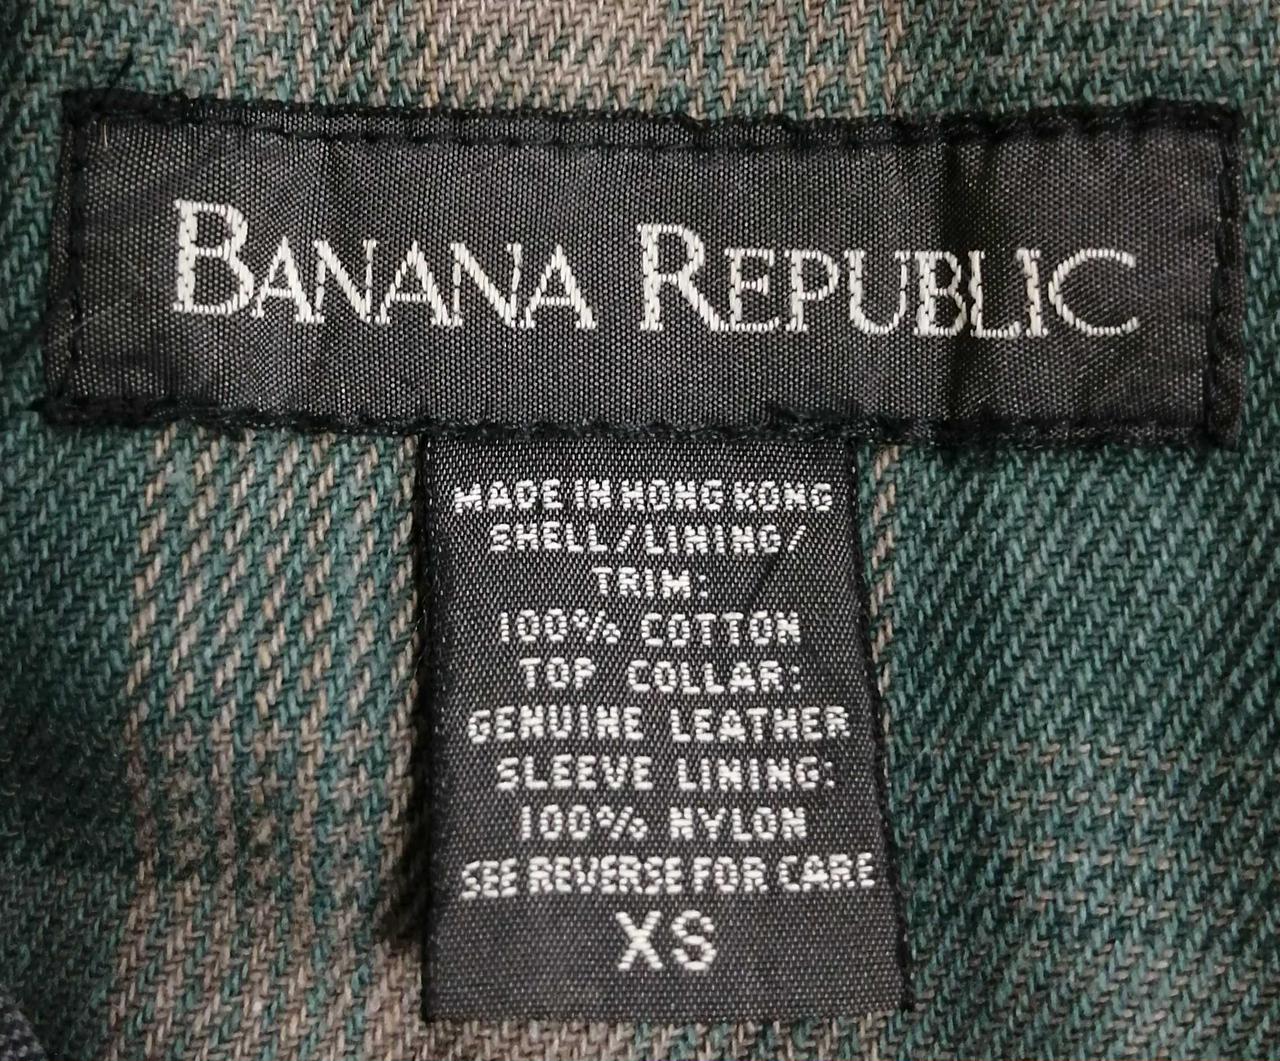 BANANA REPUBLIC
MADE IN HONG KONG
SHELL/LINING/
TRIM:
100% COTTON
TOP COLLAR:
GENUINE LEATHER
SLEEVE LINING:
100% NYLON
SEE REVERSE FOR CARE
XS